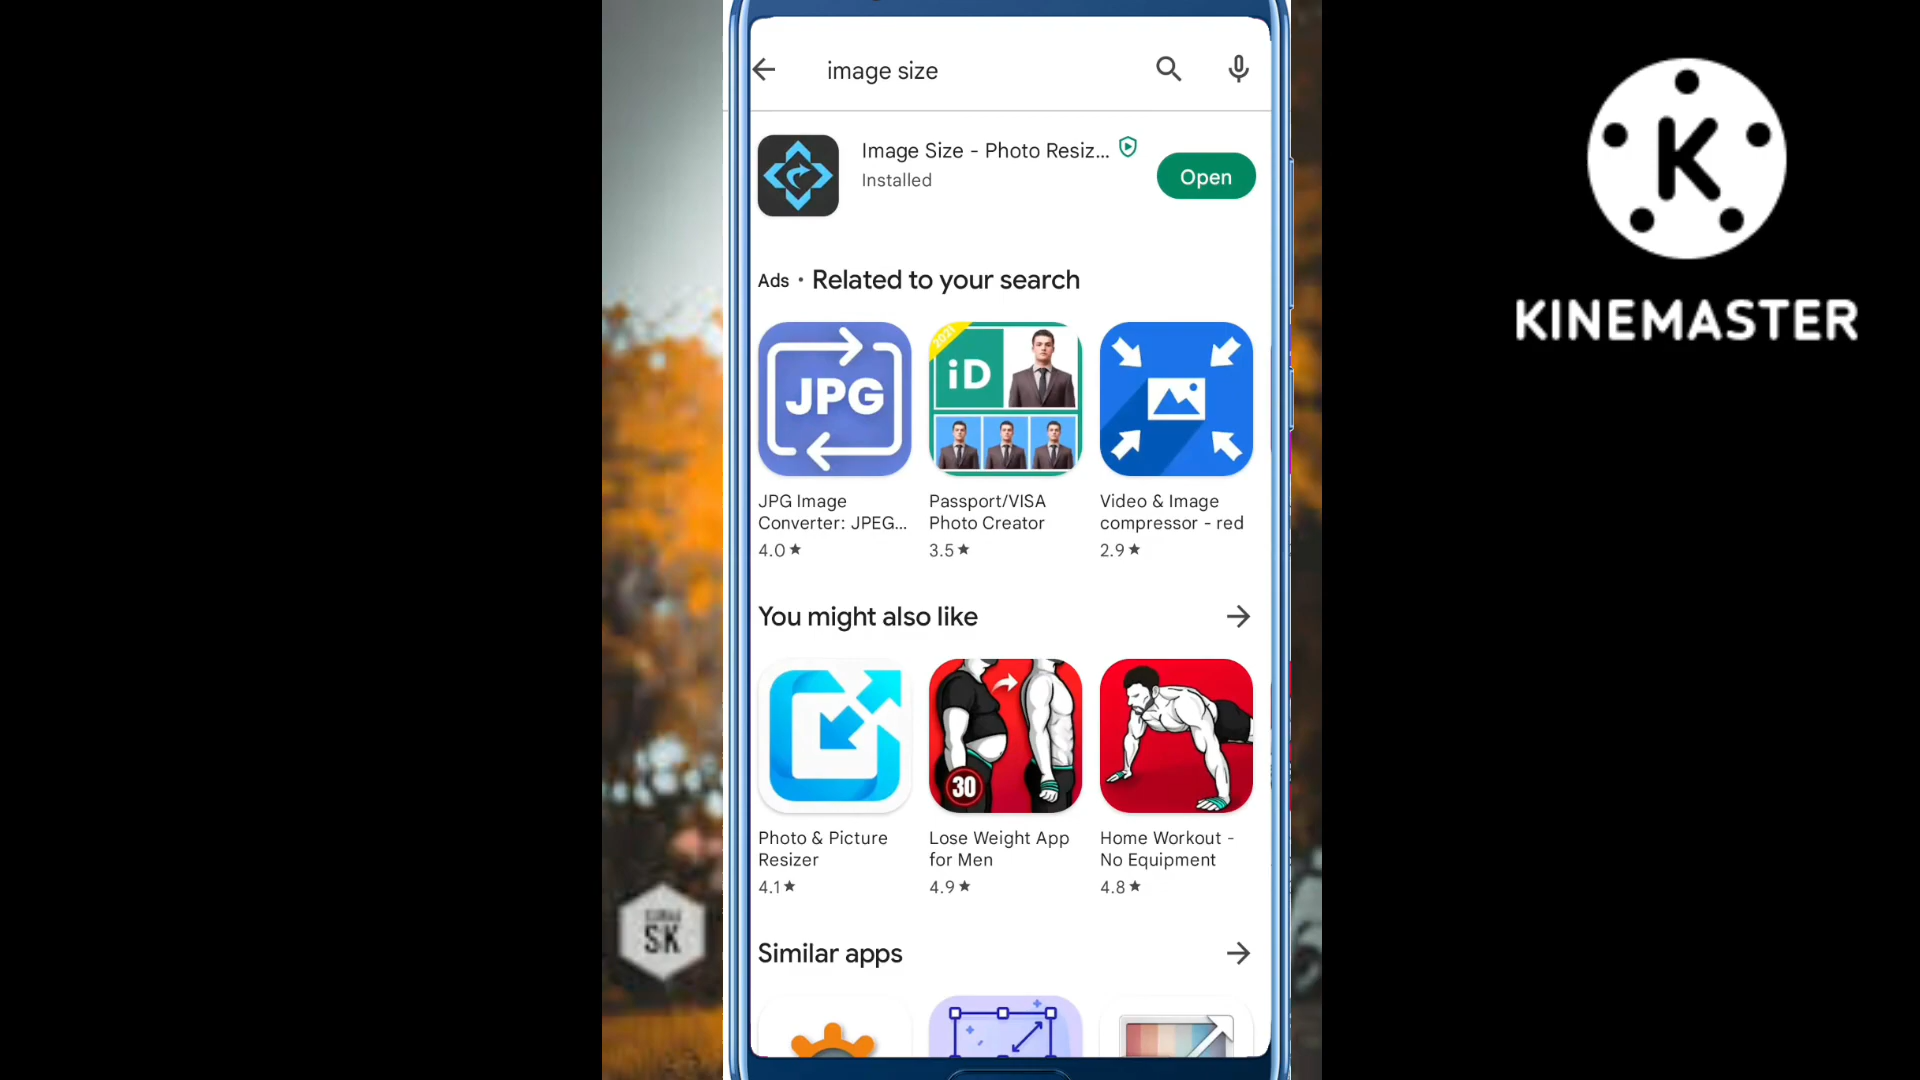 image size
Image Size - Photo Resiz...
Installed
Open
Ads • Related to your search
JPG
2021
iD
JPG Image
Converter: JPEG...
4.0★
Passport/VISA
Photo Creator
3.5★
Video & Image
compressor - red
2.9★
You might also like
30
Photo & Picture
Resizer
4.1★
Lose Weight App
for Men
4.9★
Home Workout -
No Equipment
4.8★
Similar apps
SK
K
KINEMASTER